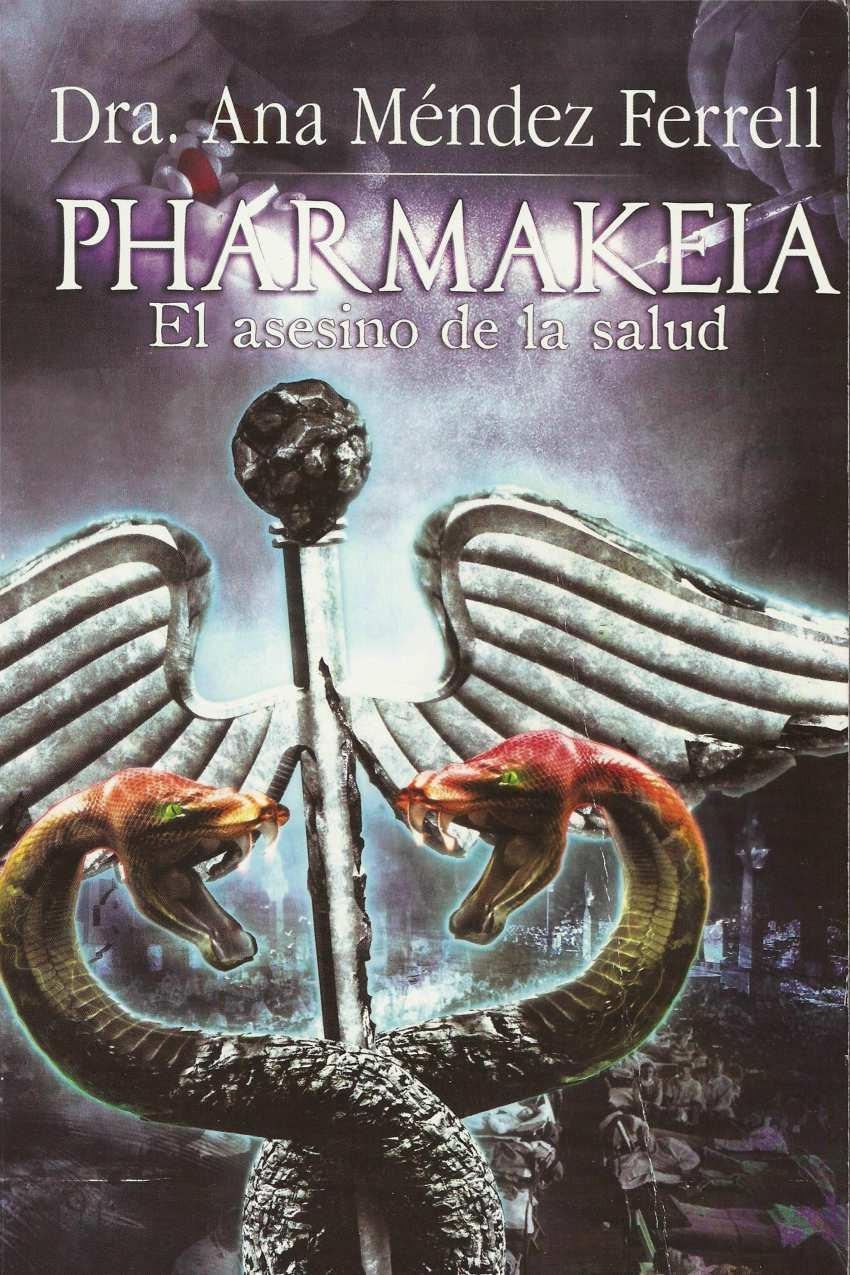 Dra. Ana Méndez Ferrell
PHARMAKEIA
El asesino de la salud